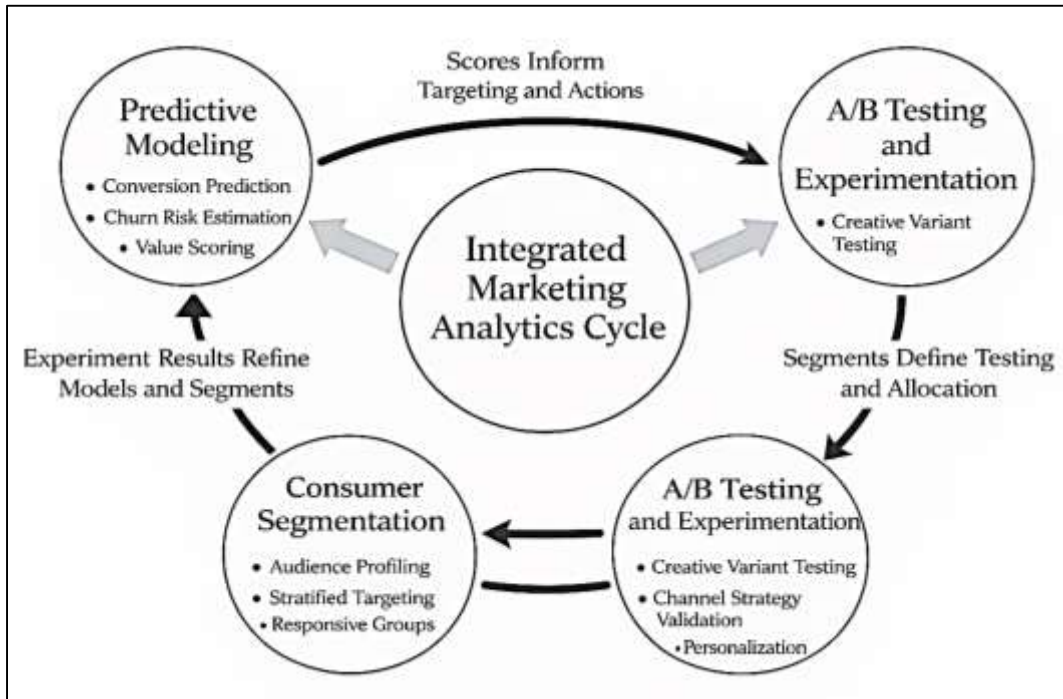 Scores Inform
Targeting and Actions
Predictive
Modeling
• Conversion Prediction
• Churn Risk Estimation
• Value Scoring
A/B Testing
and
Experimentation
• Creative Variant
Testing
Integrated
Marketing
Analytics Cycle
Experiment Results Refine
Models and Segments
Segments Define Testing
and Allocation
Consumer
Segmentation
• Audience Profiling
• Stratified Targeting
• Responsive Groups
A/B Testing
and Experimentation
• Creative Variant Testing
• Channel Strategy
Validation
• Personalization